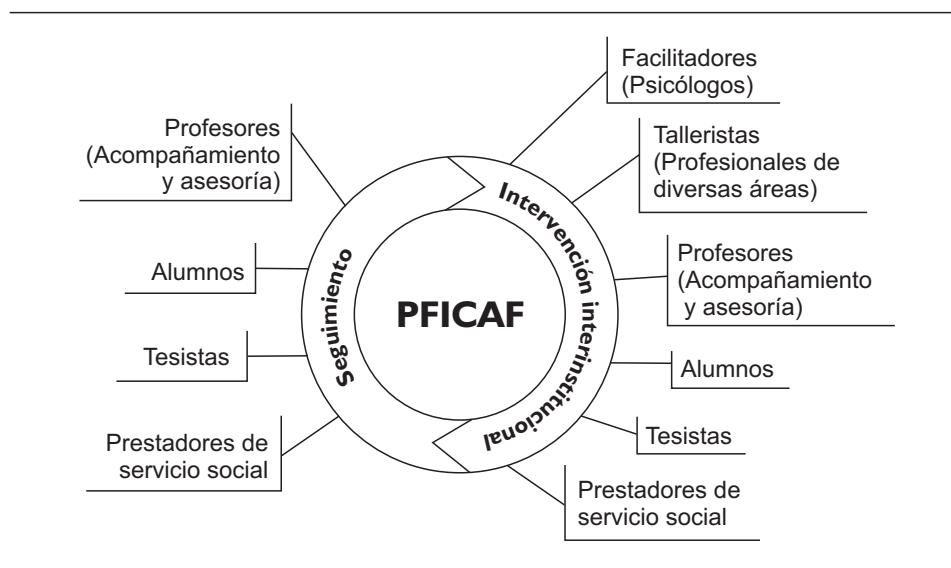 Facilitadores
(Psicólogos)
Talleristas
(Profesionales de
diversas áreas)
Profesores
(Acompañamiento
y asesoría)
Alumnos
Tesistas
Prestadores de
servicio social
Profesores
(Acompañamiento
y asesoría)
Alumnos
Tesistas
Prestadores de
servicio social
Seguimiento
Intervención interinstitucional
PFICAF